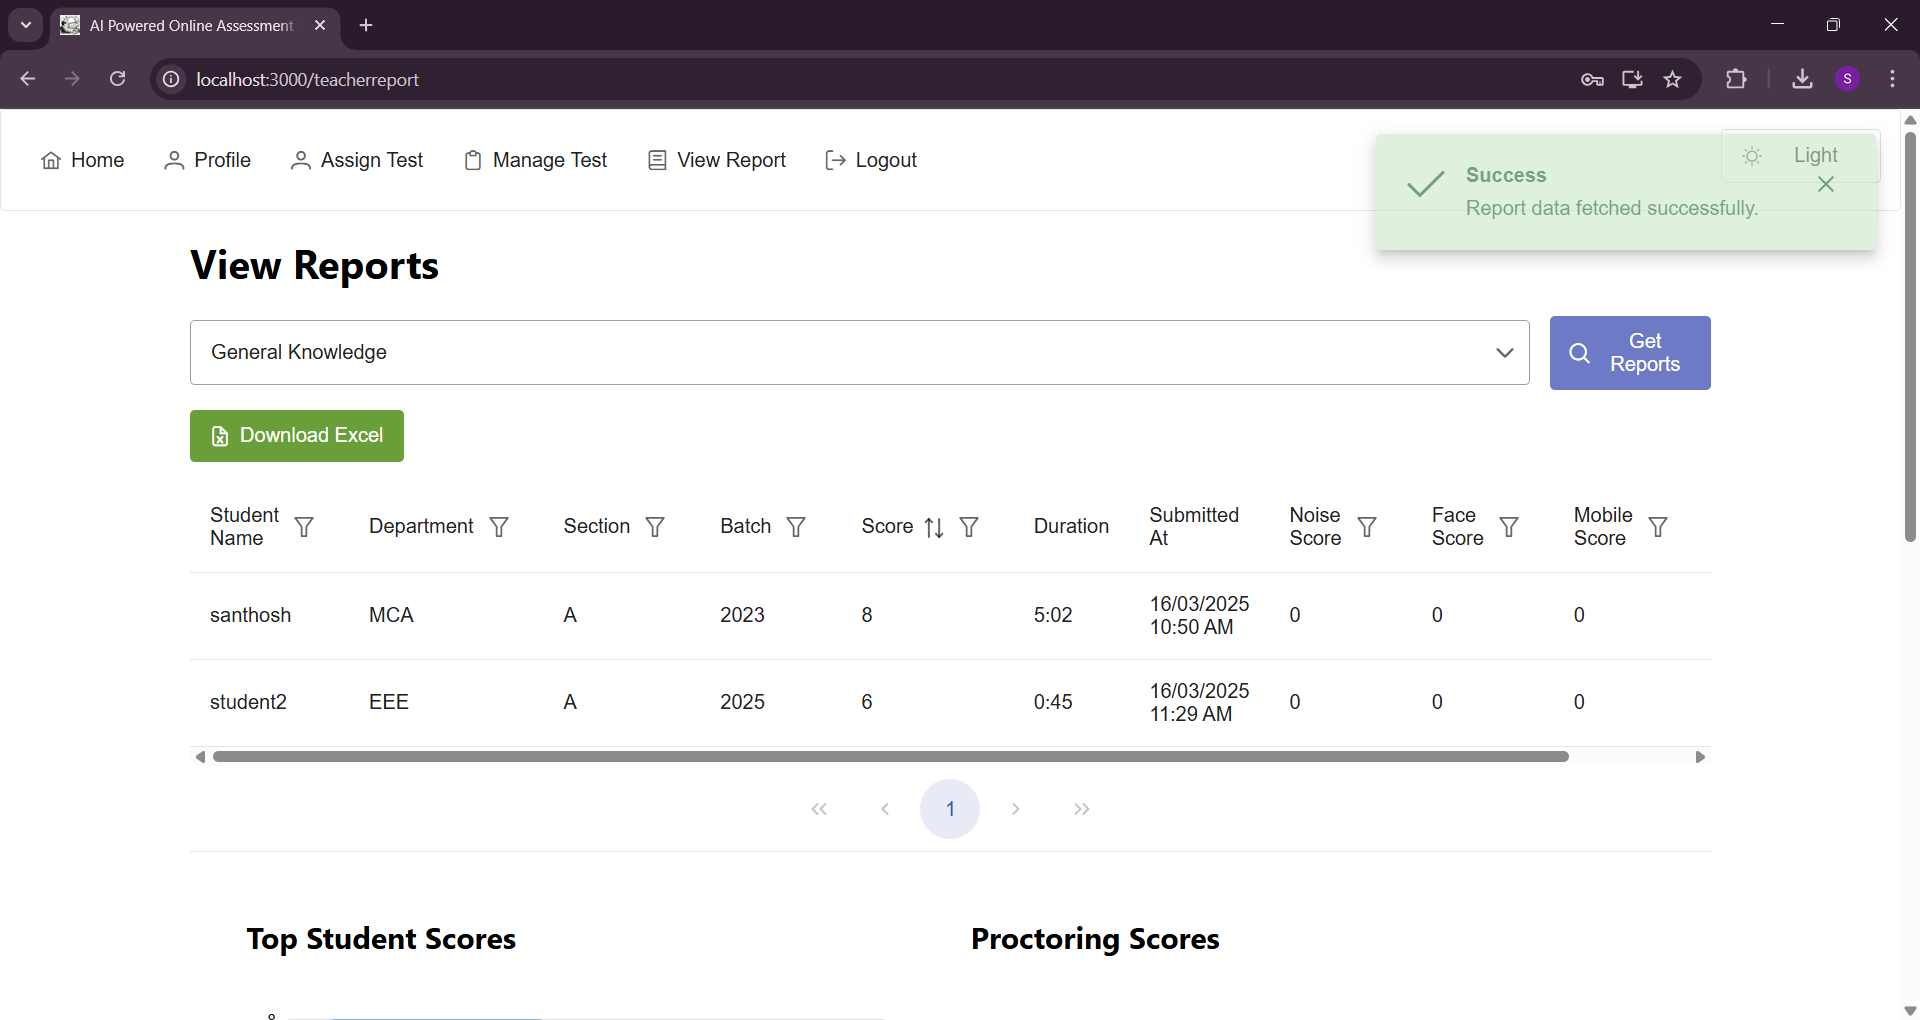 AI Powered Online Assessment
localhost:3000/teacherreport
S
Home
Profile
Assign Test
Manage Test
View Report
Logout
Light
Success
Report data fetched successfully.
View Reports
General Knowledge
Get
Reports
Download Excel
Student
Name
Department
Section
Batch
Score
Duration
Submitted
At
Noise
Score
Face
Score
Mobile
Score
santhosh MCA A 2023 8 5:02 16/03/2025
10:50 AM 0 0 0
student2 EEE A 2025 6 0:45 16/03/2025
11:29 AM 0 0 0
1
Top Student Scores
Proctoring Scores